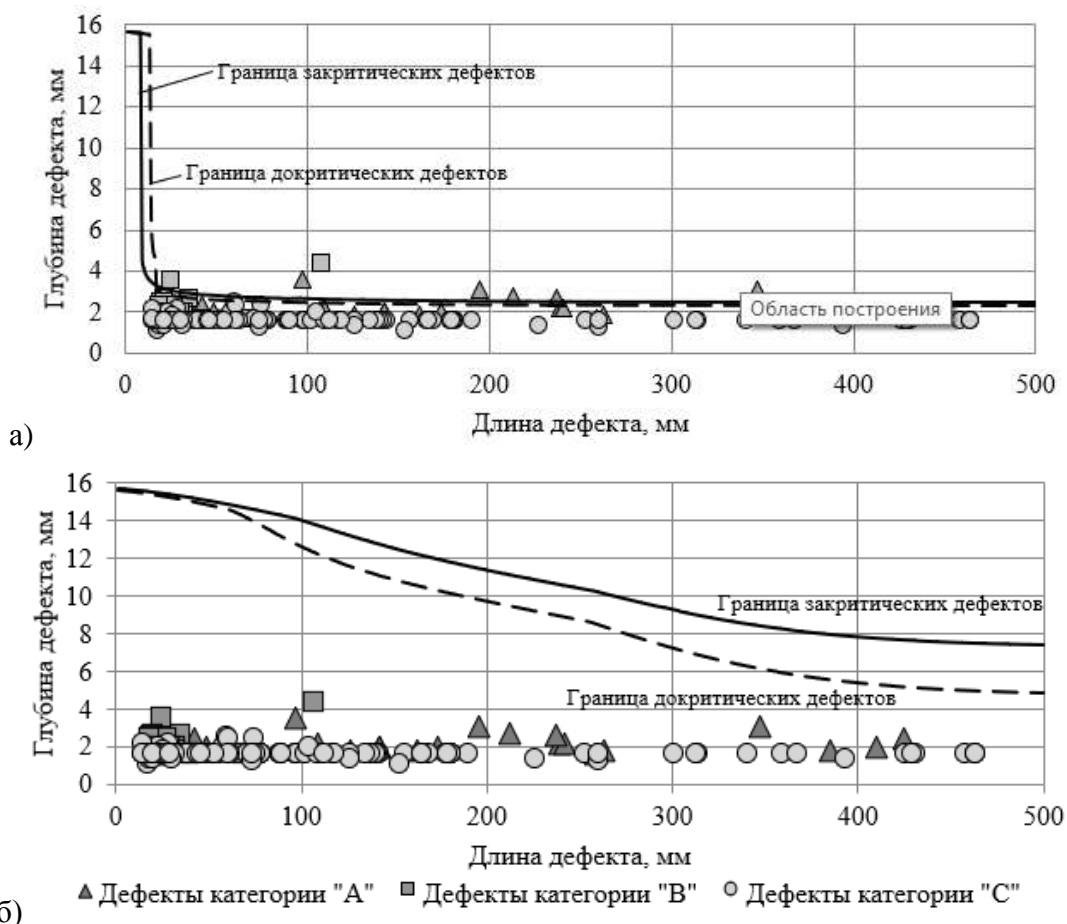 16
14
12
10
8
6
4
2
0
Глубина дефекта, мм
Граница закритических дефектов
Граница докритических дефектов
Область построения
0 100 200 300 400 500
Длина дефекта, мм
а)
16
14
12
10
8
6
4
2
0
Глубина дефекта, мм
Граница закритических дефектов
Граница докритических дефектов
0 100 200 300 400 500
Длина дефекта, мм
Дефекты категории "А" Дефекты категории "В" Дефекты категории "С"
б)